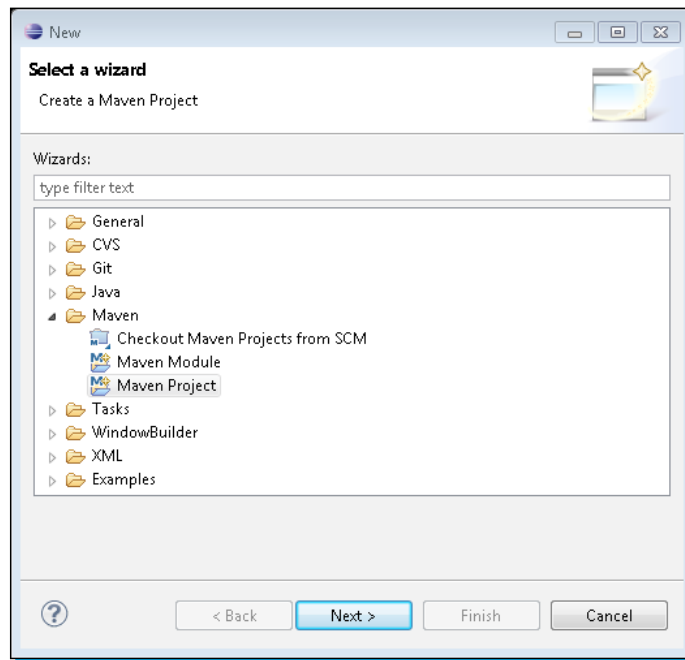 New
Select a wizard
Create a Maven Project
Wizards:
type filter text
General
CVS
Git
Java
Maven
Checkout Maven Projects from SCM
Maven Module
Maven Project
Tasks
WindowBuilder
XML
Examples
? < Back Next > Finish Cancel